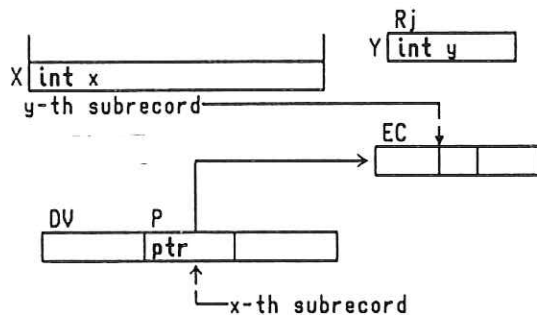 Rj
X int x
Y int y
y-th subrecord
EC
DV P
ptr
x-th subrecord